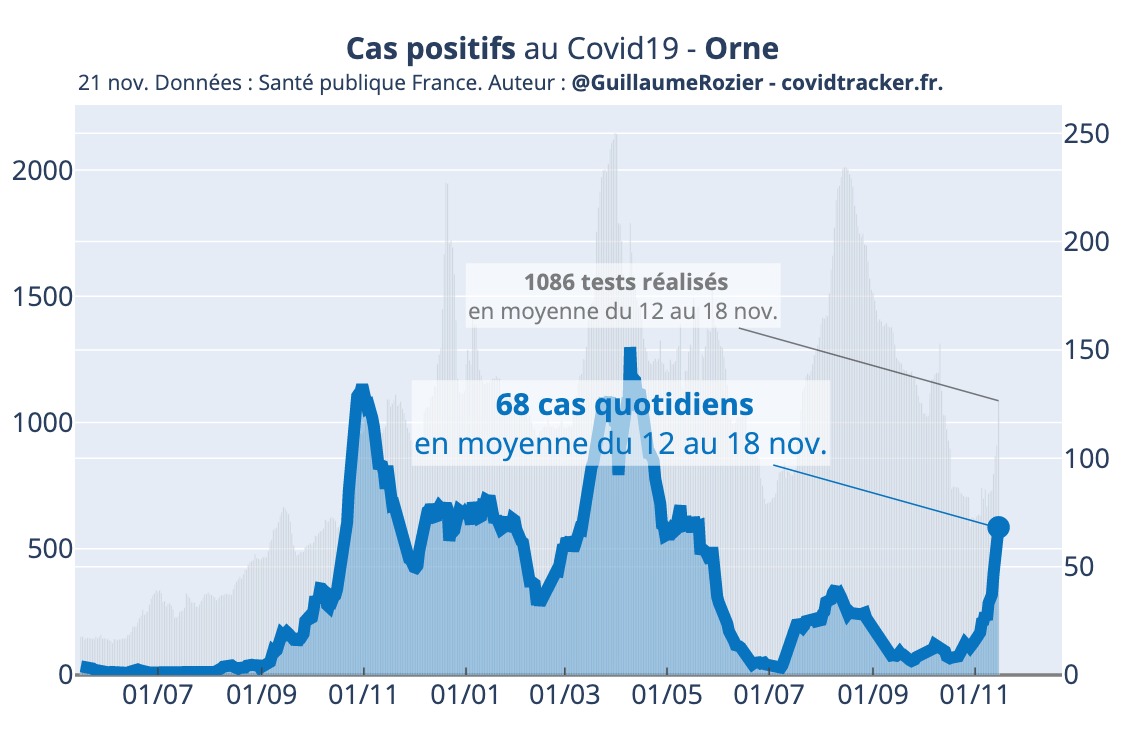 Cas positifs au Covid19 - Orne
21 nov. Données : Santé publique France. Auteur : @GuillaumeRozier - covidtracker.fr.
250
2000
200
1086 tests réalisés
en moyenne du 12 au 18 nov.
1500
150
68 cas quotidiens
en moyenne du 12 au 18 nov.
1000
100
500
50
0
0
01/07 01/09 01/11 01/01 01/03 01/05 01/07 01/09 01/11